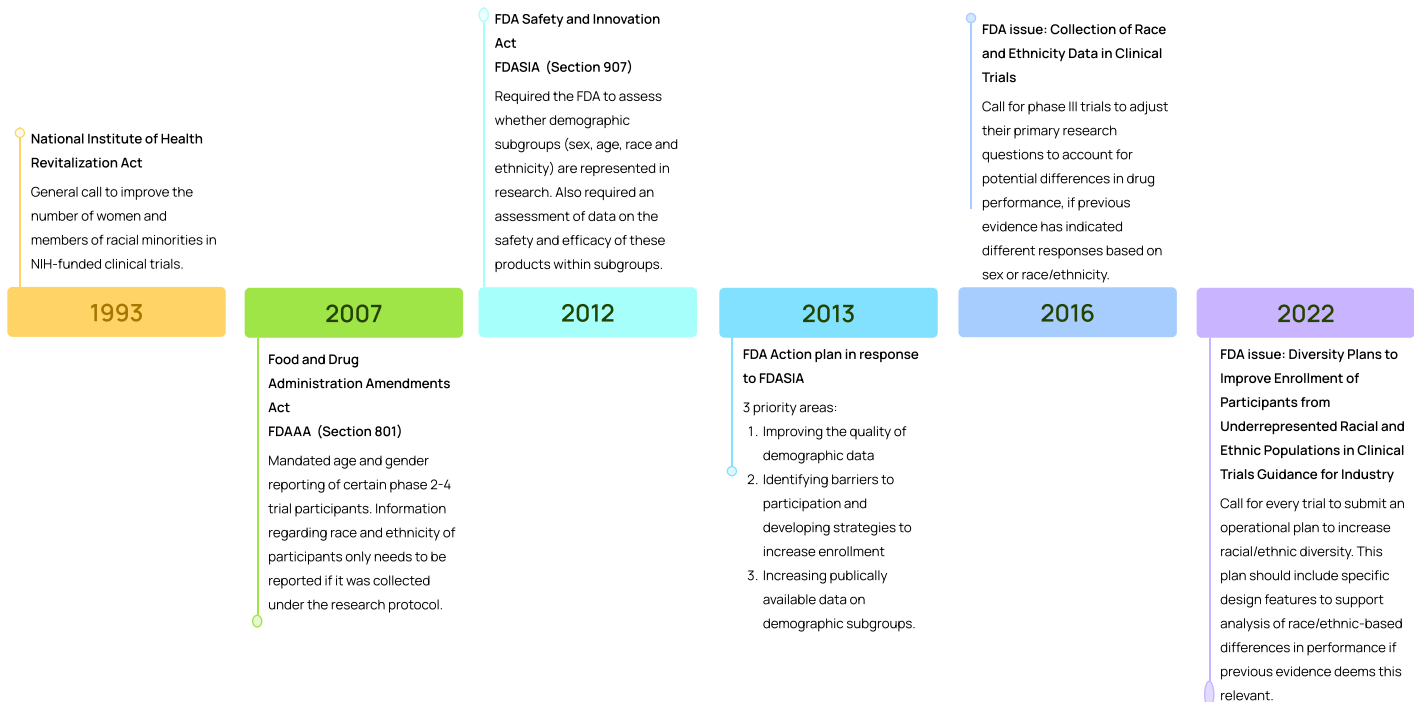 National Institute of Health
Revitalization Act
General call to improve the
number of women and
members of racial minorities in
NIH-funded clinical trials.
1993
2007
Food and Drug
Administration Amendments
Act
FDAAA (Section 801)
Mandated age and gender
reporting of certain phase 2-4
trial participants. Information
regarding race and ethnicity of
participants only needs to be
reported if it was collected
under the research protocol.
FDA Safety and Innovation
Act
FDASIA (Section 907)
Required the FDA to assess
whether demographic
subgroups (sex, age, race and
ethnicity) are represented in
research. Also required an
assessment of data on the
safety and efficacy of these
products within subgroups.
2012
2013
FDA Action plan in response
to FDASIA
3 priority areas:
1. Improving the quality of
demographic data
2. Identifying barriers to
participation and
developing strategies to
increase enrollment
3. Increasing publically
available data on
demographic subgroups.
FDA issue: Collection of Race
and Ethnicity Data in Clinical
Trials
Call for phase III trials to adjust
their primary research
questions to account for
potential differences in drug
performance, if previous
evidence has indicated
different responses based on
sex or race/ethnicity.
2016
2022
FDA issue: Diversity Plans to
Improve Enrollment of
Participants from
Underrepresented Racial and
Ethnic Populations in Clinical
Trials Guidance for Industry
Call for every trial to submit an
operational plan to increase
racial/ethnic diversity. This
plan should include specific
design features to support
analysis of race/ethnic-based
differences in performance if
previous evidence deems this
relevant.